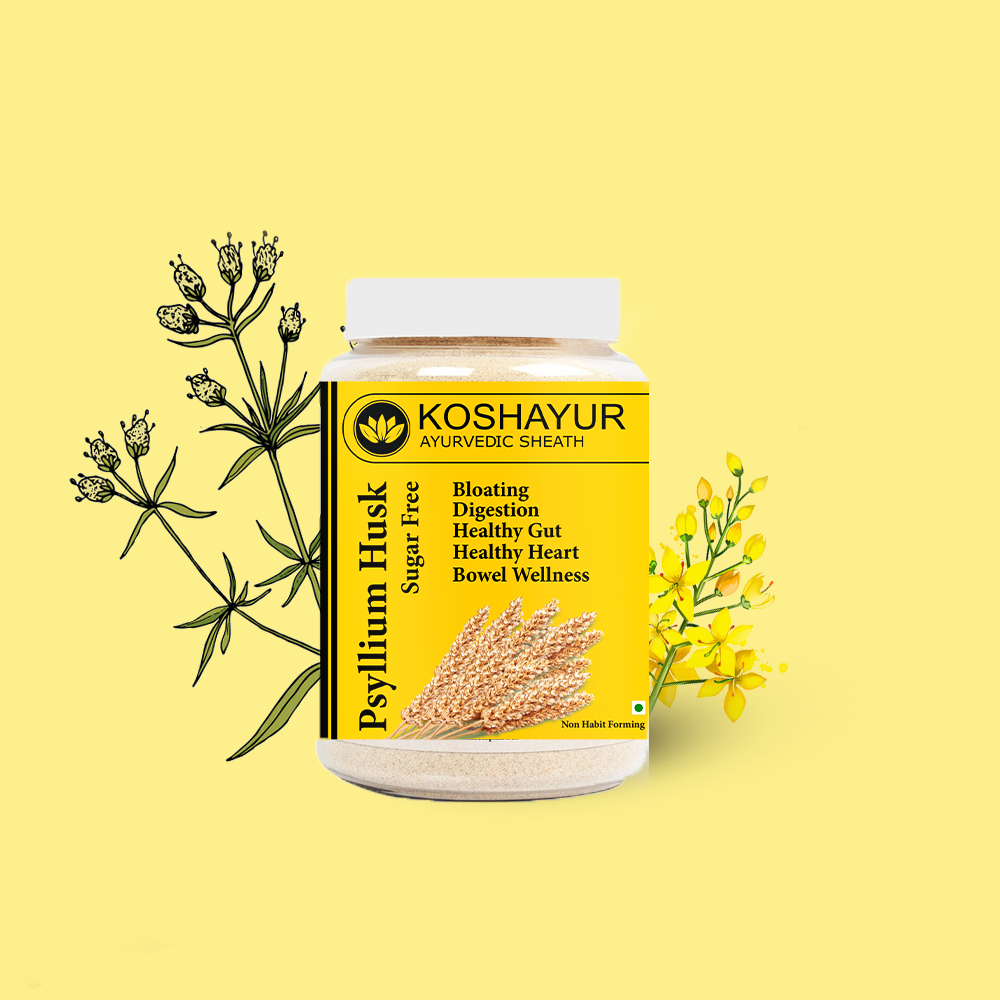 KOSHAYUR
AYURVEDIC SHEATH
Psyllium Husk
Sugar Free
Bloating
Digestion
Healthy Gut
Healthy Heart
Bowel Wellness
Non Habit Forming